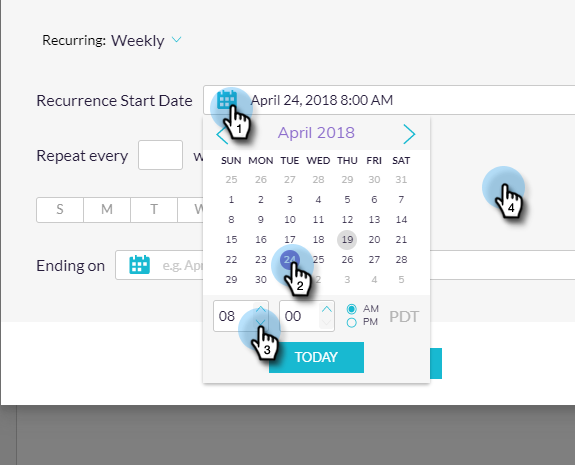 Recurring: Weekly
Recurrence Start Date April 24, 2018 8:00 AM
1
April 2018
Repeat every w
SUN MON TUE WED THU FRI SAT
25 26 27 28 29 30 31
1 2 3 4 5 6 7
8 9 10 11 12 13 14
S M T W 15 16 17 18 19 20 21
4
Ending on e.g. Apr 22 23 24 25 26 27 28
2
29 30 2 3 4 5
08 00 AM
PM PDT
3
TODAY